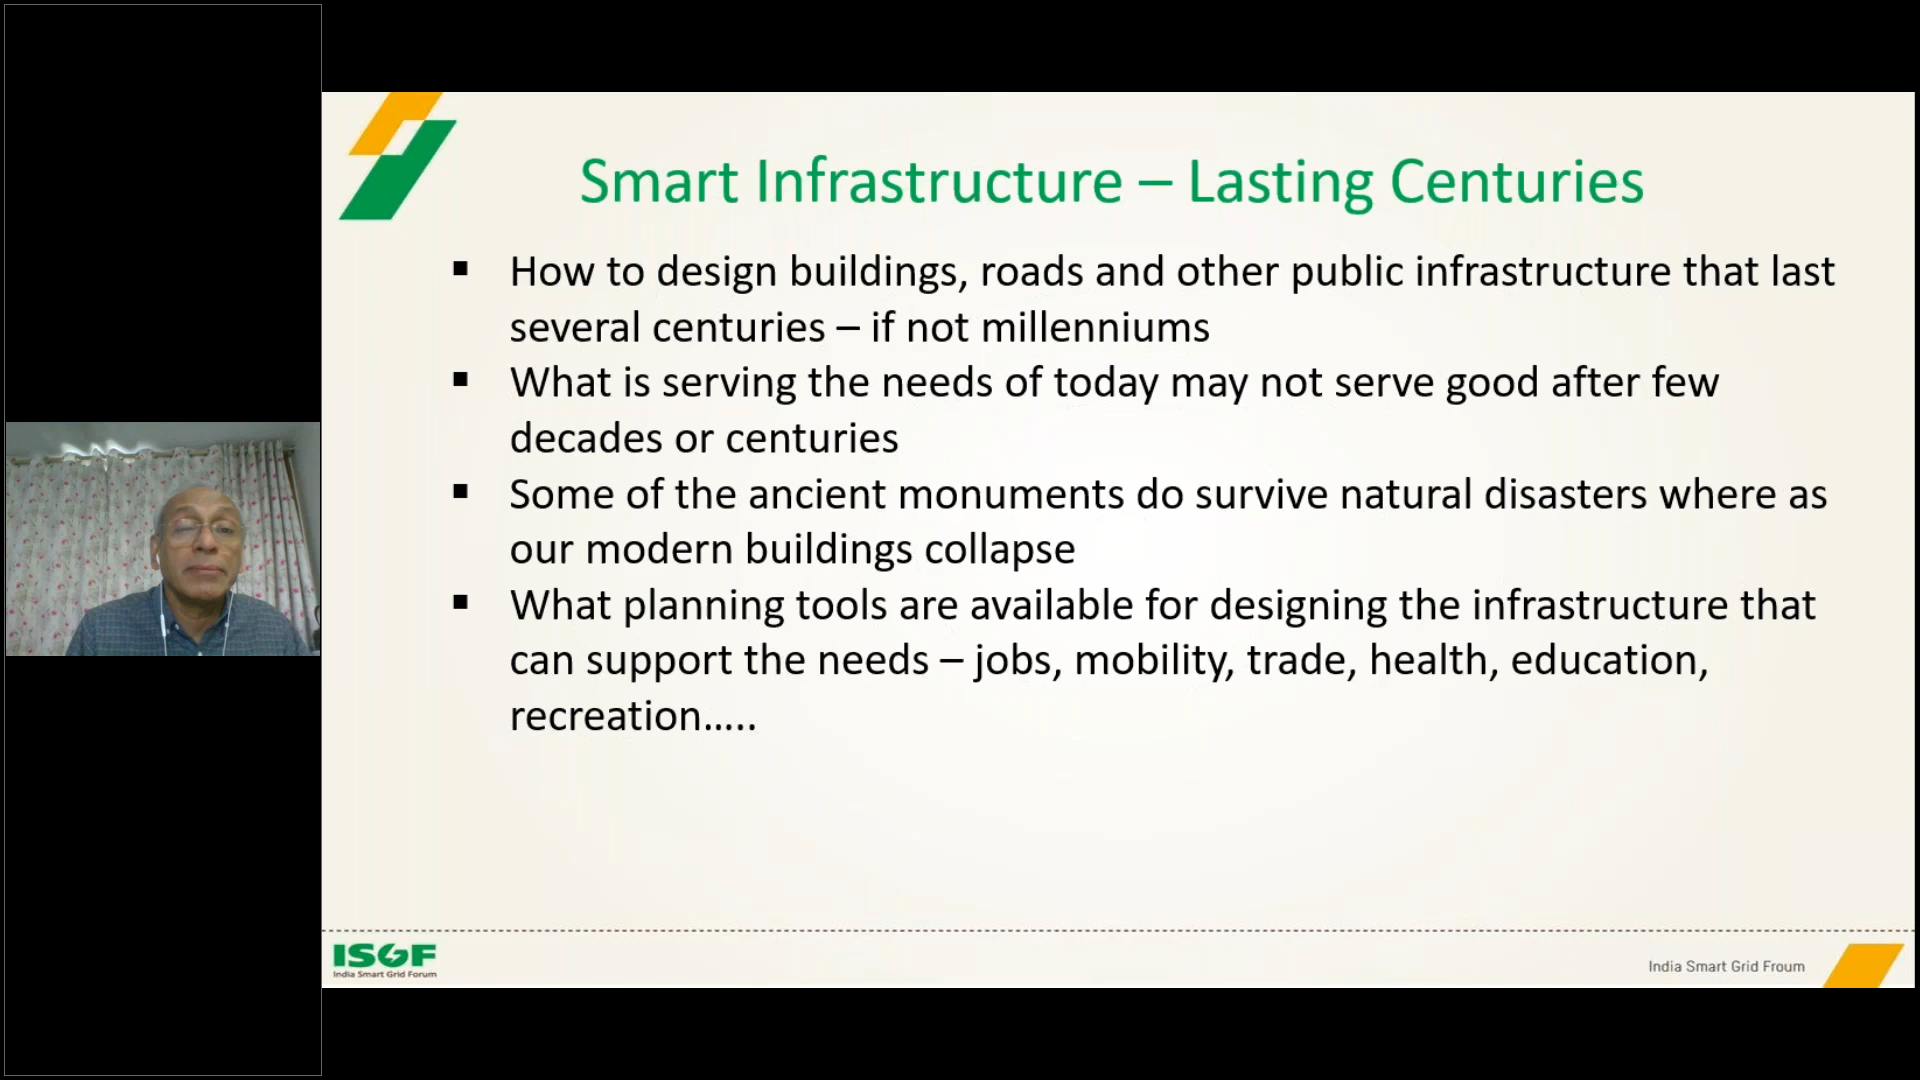 Smart Infrastructure – Lasting Centuries
▪ How to design buildings, roads and other public infrastructure that last
several centuries – if not millenniums
▪ What is serving the needs of today may not serve good after few
decades or centuries
▪ Some of the ancient monuments do survive natural disasters where as
our modern buildings collapse
▪ What planning tools are available for designing the infrastructure that
can support the needs – jobs, mobility, trade, health, education,
recreation.....
ISGF
India Smart Grid Forum
India Smart Grid Froum